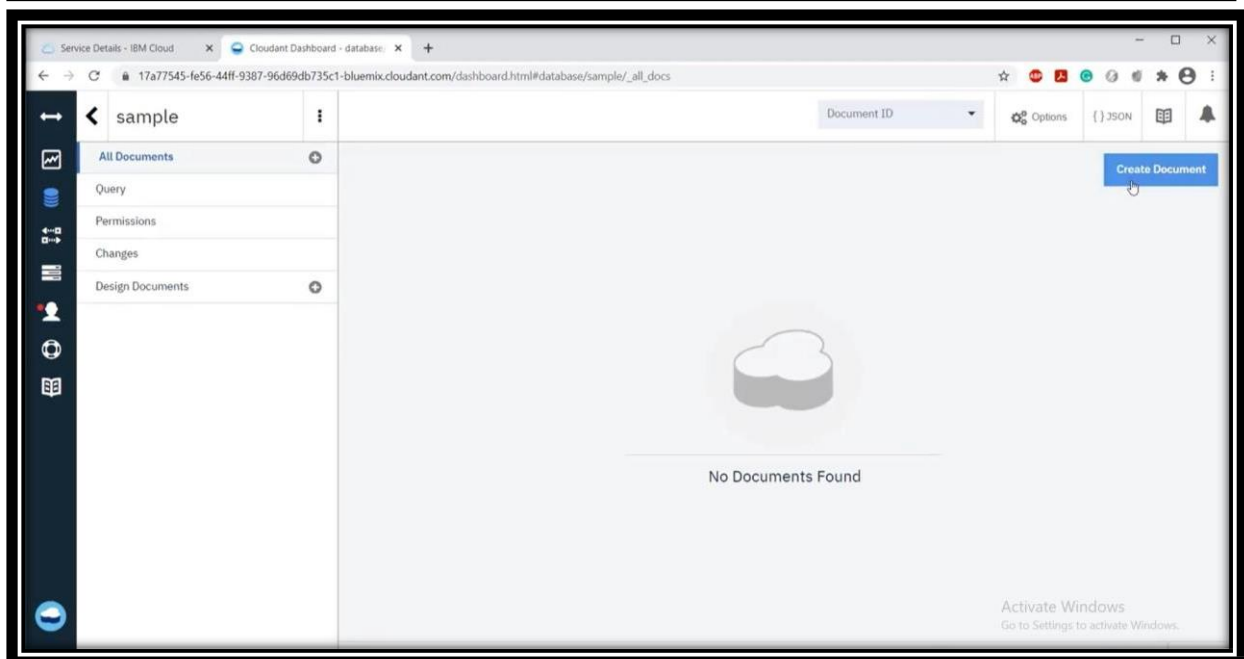 Service Details - IBM Cloud
Cloudant Dashboard - database
17a77545-fe56-44ff-9387-96d69db735c1-bluemix.cloudant.com/dashboard.html#database/sample/_all_docs
ABP
sample
Document ID
Options
{ } JSON
All Documents
Create Document
Query
Permissions
Changes
Design Documents
No Documents Found
Activate Windows
Go to Settings to activate Windows.